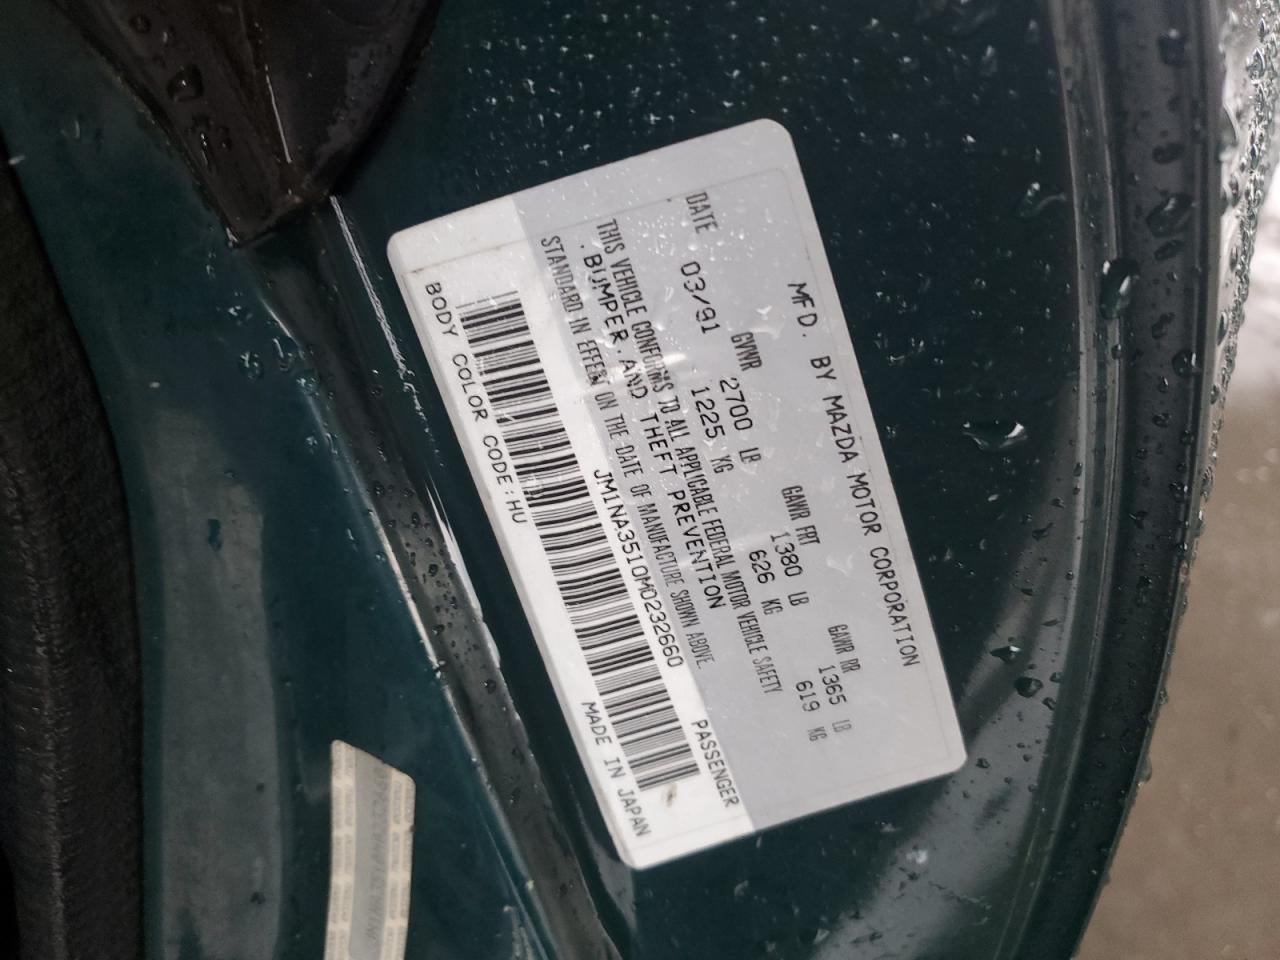 MFD. BY MAZDA MOTOR CORPORATION
DATE 03/91
GVWR 2700 LB
1225 KG
GAWR FRT 1380 LB
626 KG
GAWR RR 1365 LB
619 KG
THIS VEHICLE CONFORMS TO ALL APPLICABLE FEDERAL MOTOR VEHICLE SAFETY
.BUMPER.AND THEFT PREVENTION
STANDARD IN EFFECT ON THE DATE OF MANUFACTURE SHOWN ABOVE.
JM1NA3510M0232660 PASSENGER
BODY COLOR CODE:HU MADE IN JAPAN